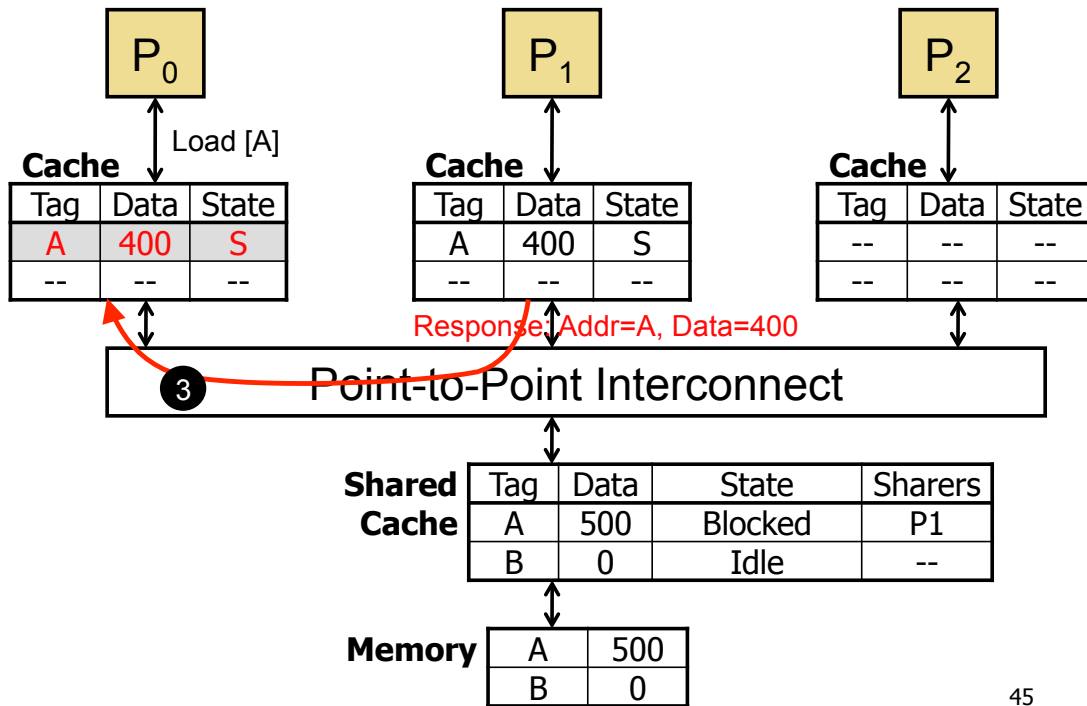 P0 P1 P2
Load [A]
Cache Cache Cache
Tag Data State Tag Data State Tag Data State
A 400 S A 400 S -- -- --
-- -- -- -- -- -- -- -- --
Response: Addr=A, Data=400
3 Point-to-Point Interconnect
Shared Tag Data State Sharers
Cache A 500 Blocked P1
B 0 Idle --
Memory A 500
B 0
45